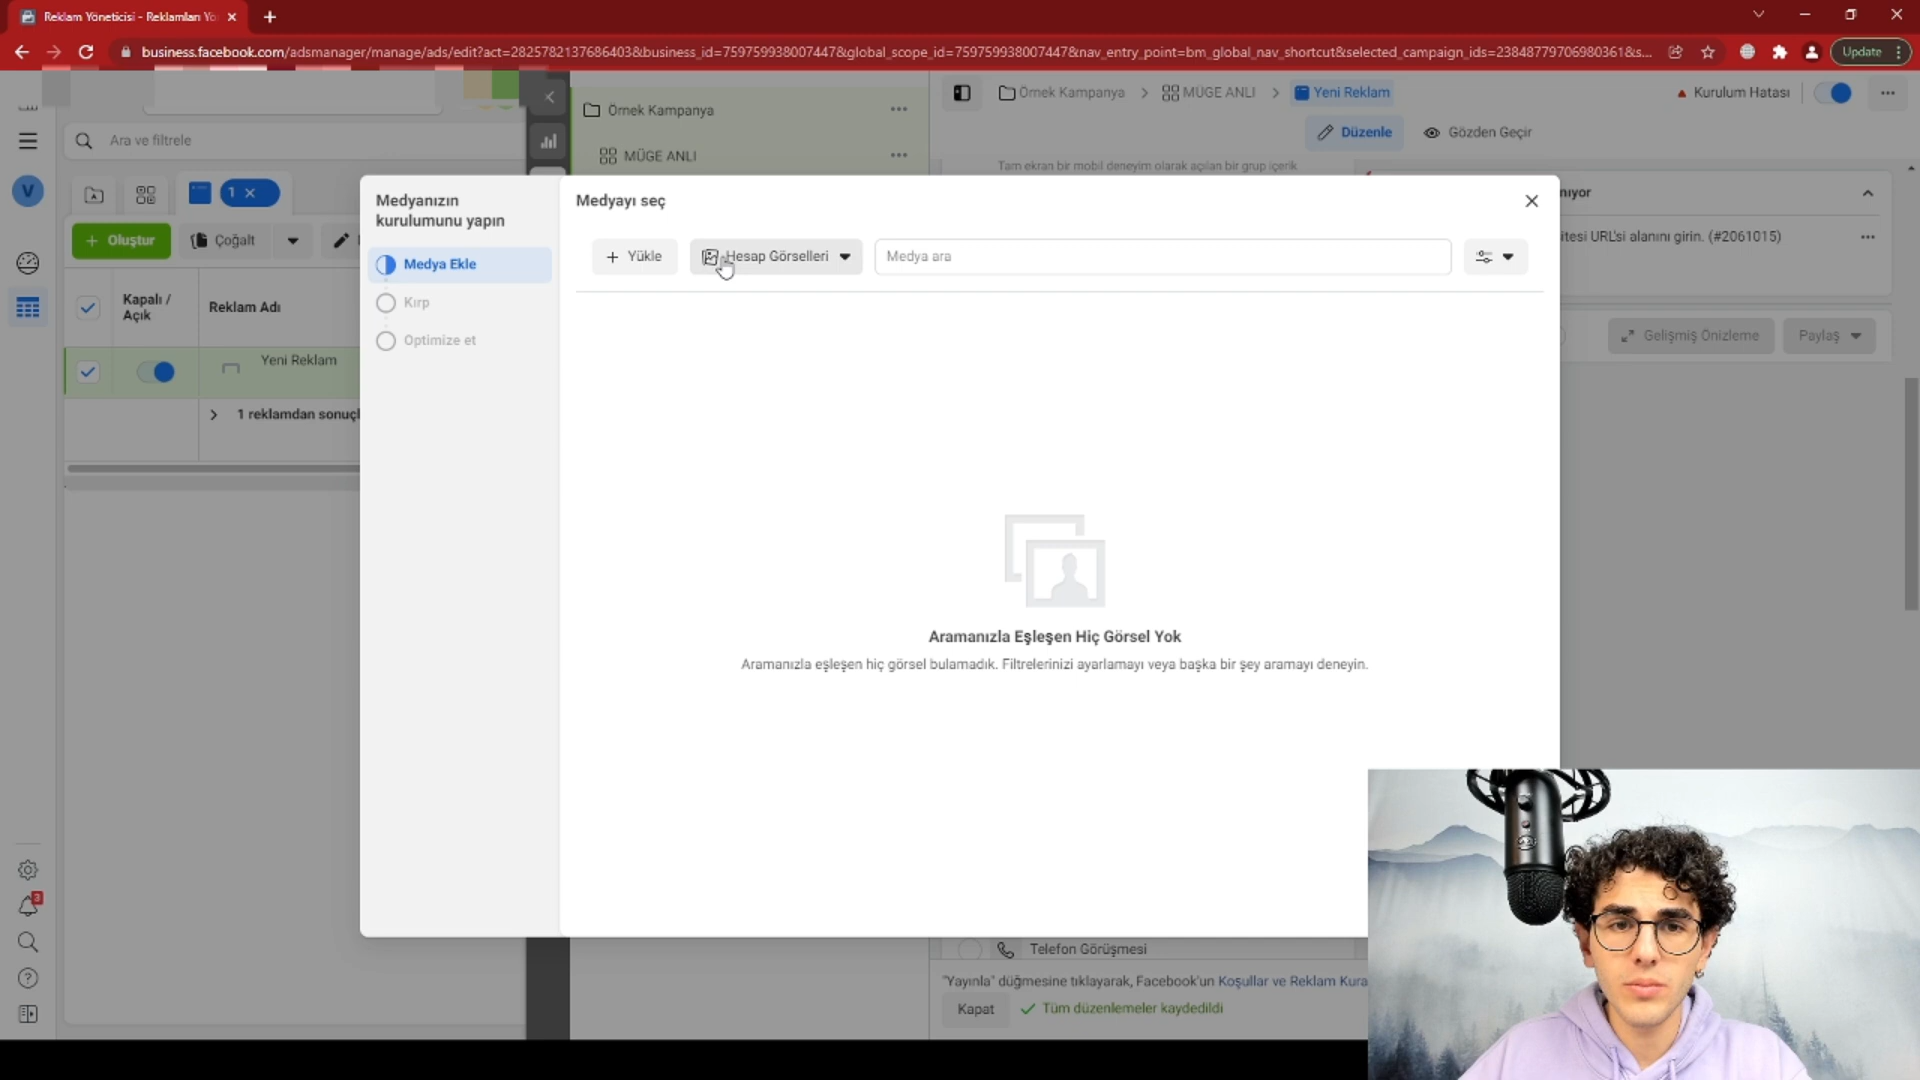 Reklam Yöneticisi - Reklamları Yö
business.facebook.com/adsmanager/manage/ads/edit?act=2825782137686403&business_id=759759938007447&global_scope_id=759759938007447&nav_entry_point=bm_global_nav_shortcut&selected_campaign_ids=23848779706980361&s...
Update
Ara ve filtrele
V
1
Oluştur
Çoğalt
Kapalı /
Açık
Reklam Adı
Yeni Reklam
1 reklamdan sonuçl
3
Örnek Kampanya
MÜGE ANLI
Örnek Kampanya
MÜGE ANLI
Yeni Reklam
Kurulum Hatası
Düzenle
Gözden Geçir
Tam ekran bir mobil deneyim olarak açılan bir grup içerik
nıyor
itesi URL'si alanını girin. (#2061015)
Gelişmiş Önizleme
Paylaş
Medyanızın
kurulumunu yapın
Medya Ekle
Kırp
Optimize et
Medyayı seç
Yükle
Hesap Görselleri
Medya ara
Aramanızla Eşleşen Hiç Görsel Yok
Aramanızla eşleşen hiç görsel bulamadık. Filtrelerinizi ayarlamayı veya başka bir şey aramayı deneyin.
Telefon Görüşmesi
"Yayınla" düğmesine tıklayarak, Facebook'un Koşullar ve Reklam Kura
Kapat
Tüm düzenlemeler kaydedildi